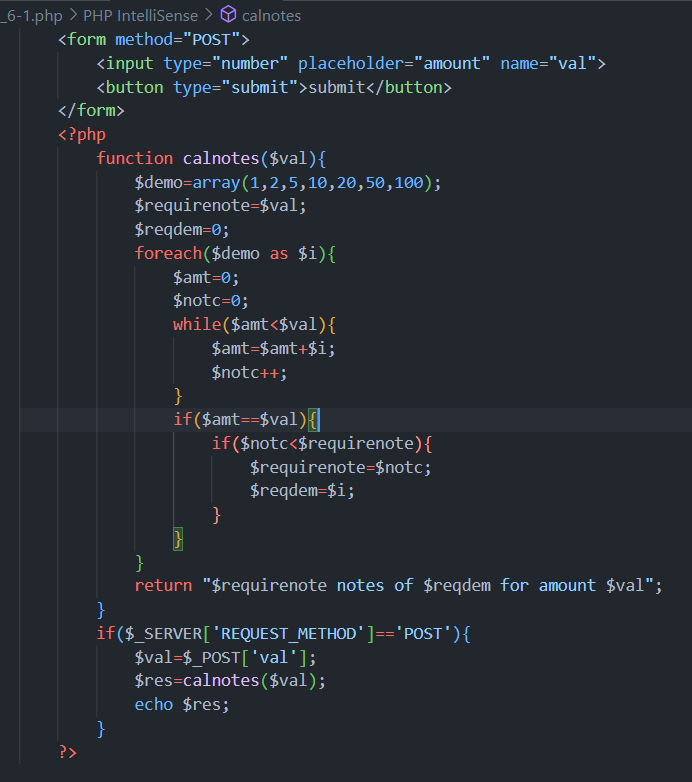 _6-1.php > PHP IntelliSense > calnotes
<form method="POST">
<input type="number" placeholder="amount" name="val">
<button type="submit">submit</button>
</form>
<?php
function calnotes($val){
$demo=array(1,2,5,10,20,50,100);
$requirenote=$val;
$reqdem=0;
foreach($demo as $i){
$amt=0;
$notc=0;
while($amt<$val){
$amt=$amt+$i;
$notc++;
}
if($amt==$val){
if($notc<$requirenote){
$requirenote=$notc;
$reqdem=$i;
}
}
}
return "$requirenote notes of $reqdem for amount $val";
}
if($_SERVER['REQUEST_METHOD']=='POST'){
$val=$_POST['val'];
$res=calnotes($val);
echo $res;
}
?>